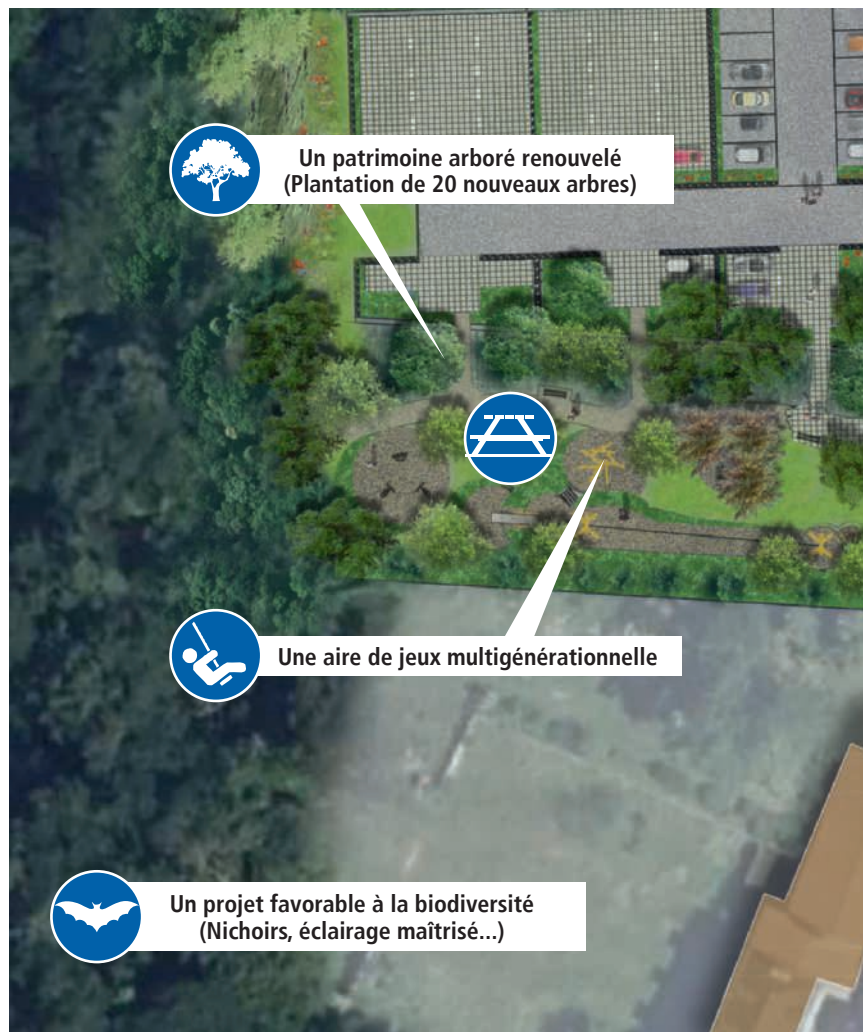 Un patrimoine arboré renouvelé
(Plantation de 20 nouveaux arbres)
Une aire de jeux multigénérationnelle
Un projet favorable à la biodiversité
(Nichoirs, éclairage maîtrisé...)